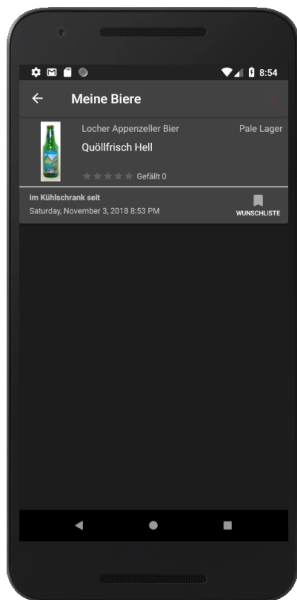 8:54
Meine Biere
Locher Appenzeller Bier
Pale Lager
Quöllfrisch Hell
Gefällt 0
im Kühlschrank seit
Saturday, November 3, 2018 8:53 PM
WUNSCHLISTE